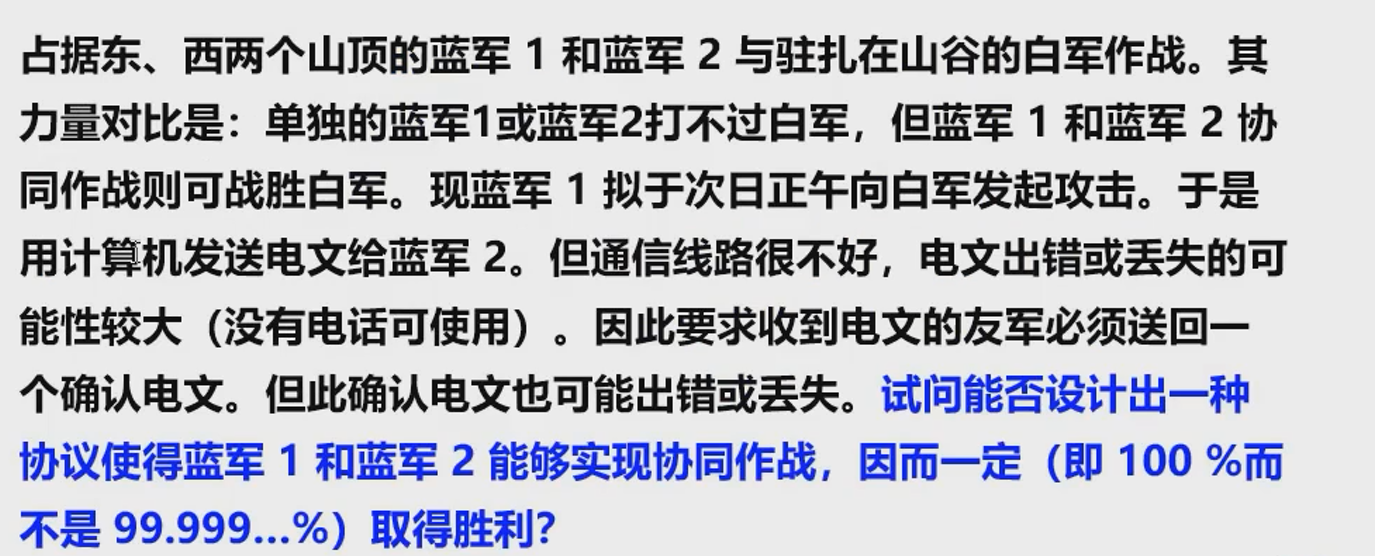 占据东、西两个山顶的蓝军 1 和蓝军 2 与驻扎在山谷的白军作战。其
力量对比是：单独的蓝军1或蓝军2打不过白军，但蓝军 1 和蓝军 2 协
同作战则可战胜白军。现蓝军 1 拟于次日正午向白军发起攻击。于是
用计算机发送电文给蓝军 2。但通信线路很不好，电文出错或丢失的可
能性较大（没有电话可使用）。因此要求收到电文的友军必须送回一
个确认电文。但此确认电文也可能出错或丢失。试问能否设计出一种
协议使得蓝军 1 和蓝军 2 能够实现协同作战，因而一定（即 100 %而
不是 99.999...%）取得胜利？